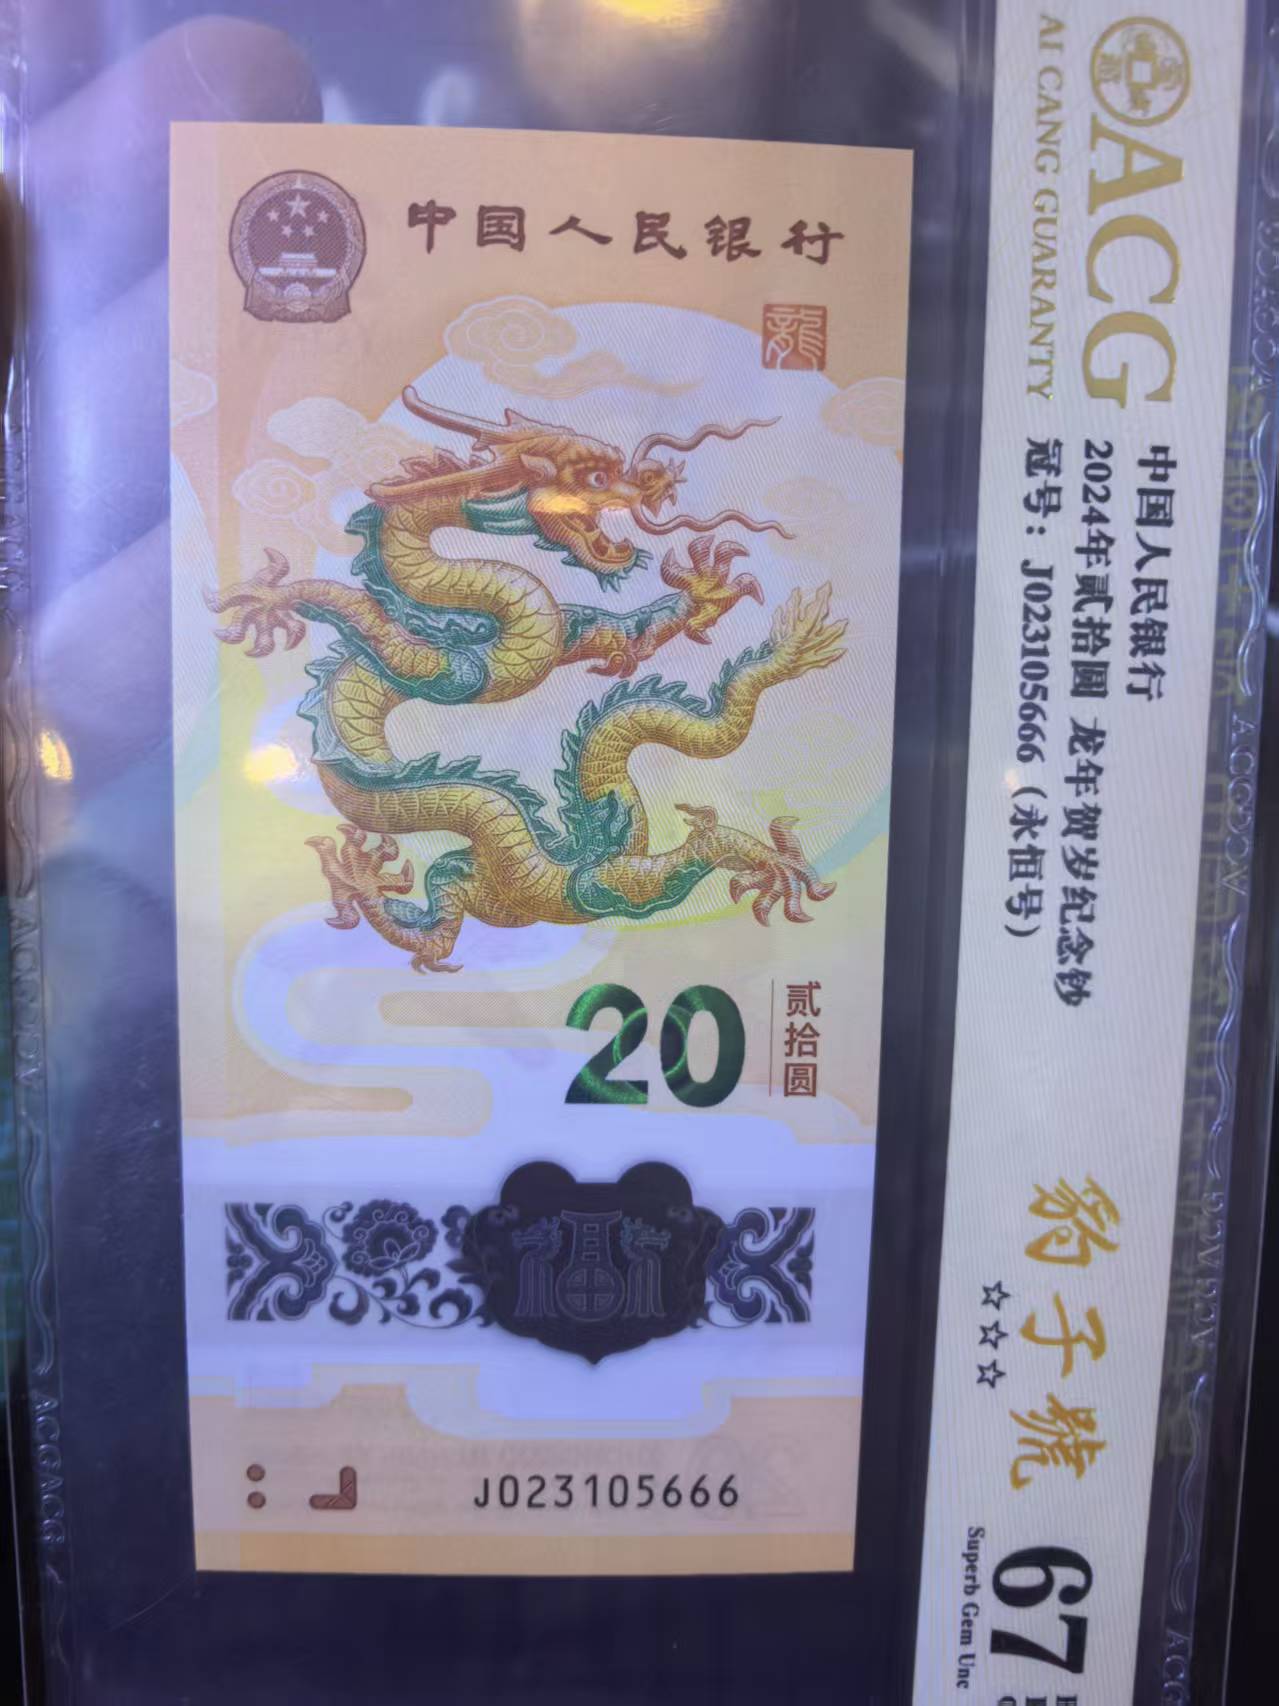 中国人民银行
龍
20
贰拾圆
福
J023105666
ACG
AI CANG GUARANTY
中国人民银行
2024年贰拾圆 龙年贺岁纪念钞
冠号：J023105666（永恒号）
豹子號
☆☆☆
67
Superb Gem Unc